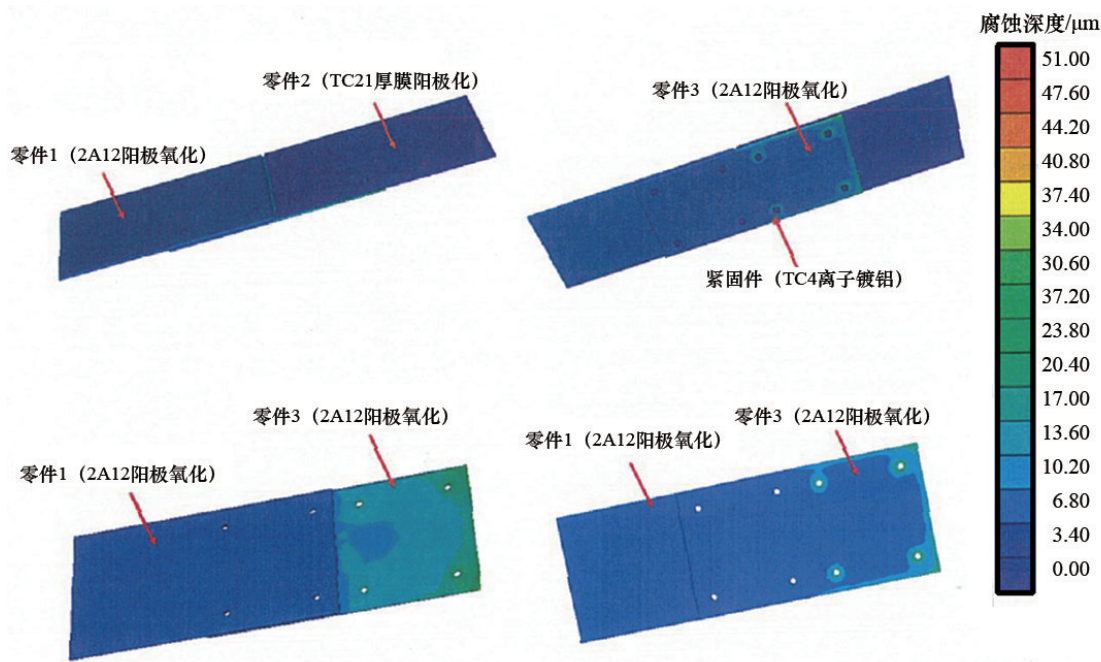 腐蚀深度/μm
51.00
47.60
44.20
40.80
37.40
34.00
30.60
37.20
23.80
20.40
17.00
13.60
10.20
6.80
3.40
0.00
零件2（TC21厚膜阳极化）
零件1（2A12阳极氧化）
零件3（2A12阳极氧化）
紧固件（TC4离子镀铝）
零件3（2A12阳极氧化）
零件1（2A12阳极氧化）
零件3（2A12阳极氧化）
零件1（2A12阳极氧化）